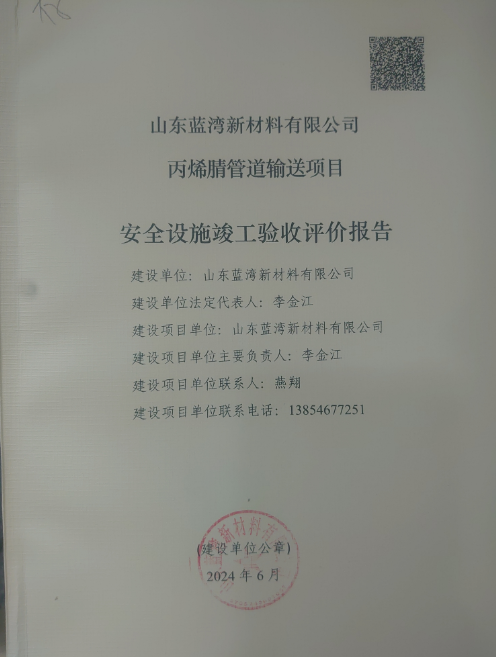 山东蓝湾新材料有限公司
丙烯腈管道输送项目
安全设施竣工验收评价报告
建设单位：山东蓝湾新材料有限公司
建设单位法定代表人：李金江
建设项目单位：山东蓝湾新材料有限公司
建设项目单位主要负责人：李金江
建设项目单位联系人：燕翔
建设项目单位联系电话：13854677251
(建设单位公章)
2024 年 6 月